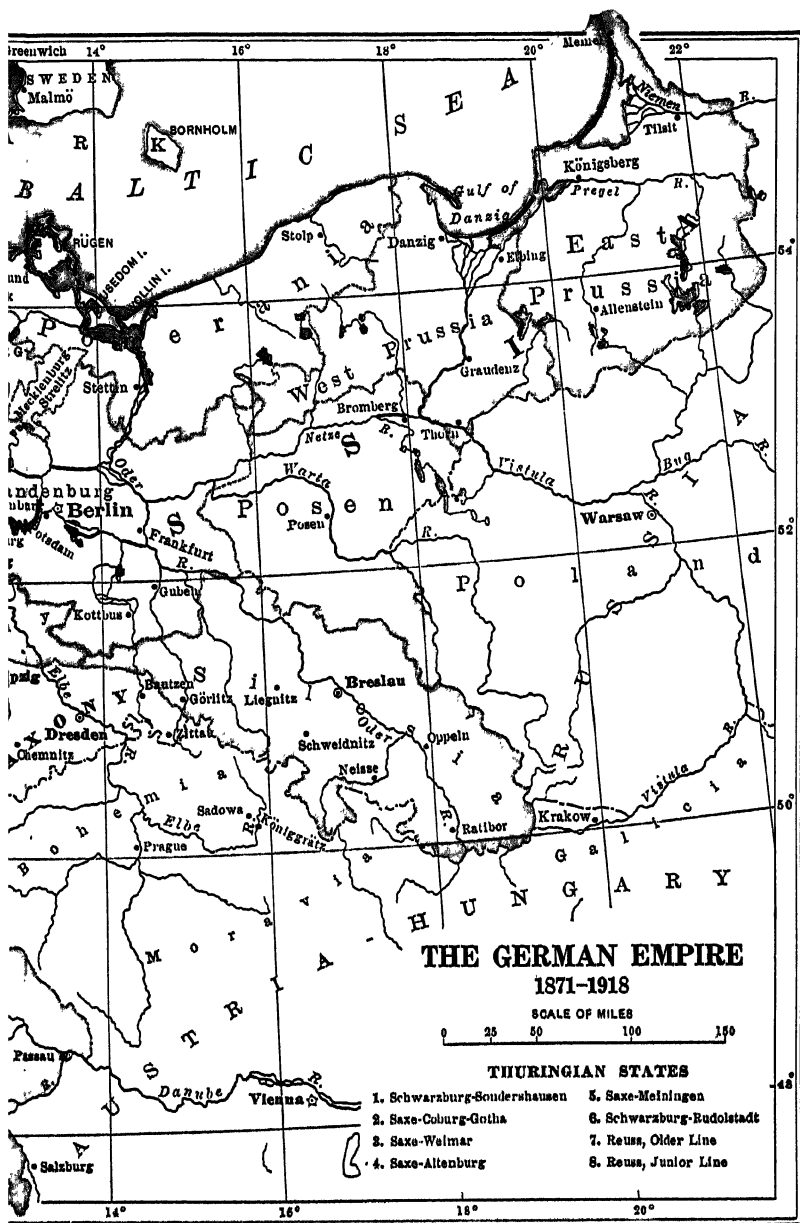 Greenwich 14° 16° 18° 20° 22°
SWEDEN
Malmö
BORNHOLM
R K
BALTIC SEA
Memel
Niemen R.
Tilsit
Königsberg
Pregel R.
Gulf of
Danzig
RÜGEN
Stolp
Danzig
Elbing
East
Prussia
54°
USEDOM I.
WOLLIN I.
Allenstein
P erania
West Prussia
Graudenz
Mecklenburg
Strelitz
Stettin
Bromberg
Netze R.
Thorn
Oder
Warta
Vistula
Bug R.
andenburg
Berlin
Posen
Posen
Warsaw
R.
52°
Potsdam
Frankfurt
R.
R.
Poland
Guben
Kottbus
RUSSIA
pzig
Elbe
Bautzen
Görlitz
Liegnitz
Breslau
Silesia
AXONY
Dresden
Zittau
Chemnitz
Oder
Schweidnitz
Oppeln
Neisse
R.
R.
Vistula R.
Bohemia
Sadowa
Elbe R.
Königgrätz
Ratibor
R.
Krakow
50°
Prague
Galicia
Moravia
AUSTRIA-HUNGARY
THE GERMAN EMPIRE
1871–1918
SCALE OF MILES
0 25 50 100 150
Passau
R.
Danube R.
Vienna
48°
THURINGIAN STATES
1. Schwarzburg-Sondershausen
2. Saxe-Coburg-Gotha
3. Saxe-Weimar
4. Saxe-Altenburg
5. Saxe-Meiningen
6. Schwarzburg-Rudolstadt
7. Reuss, Older Line
8. Reuss, Junior Line
Salzburg
14° 16° 18° 20°